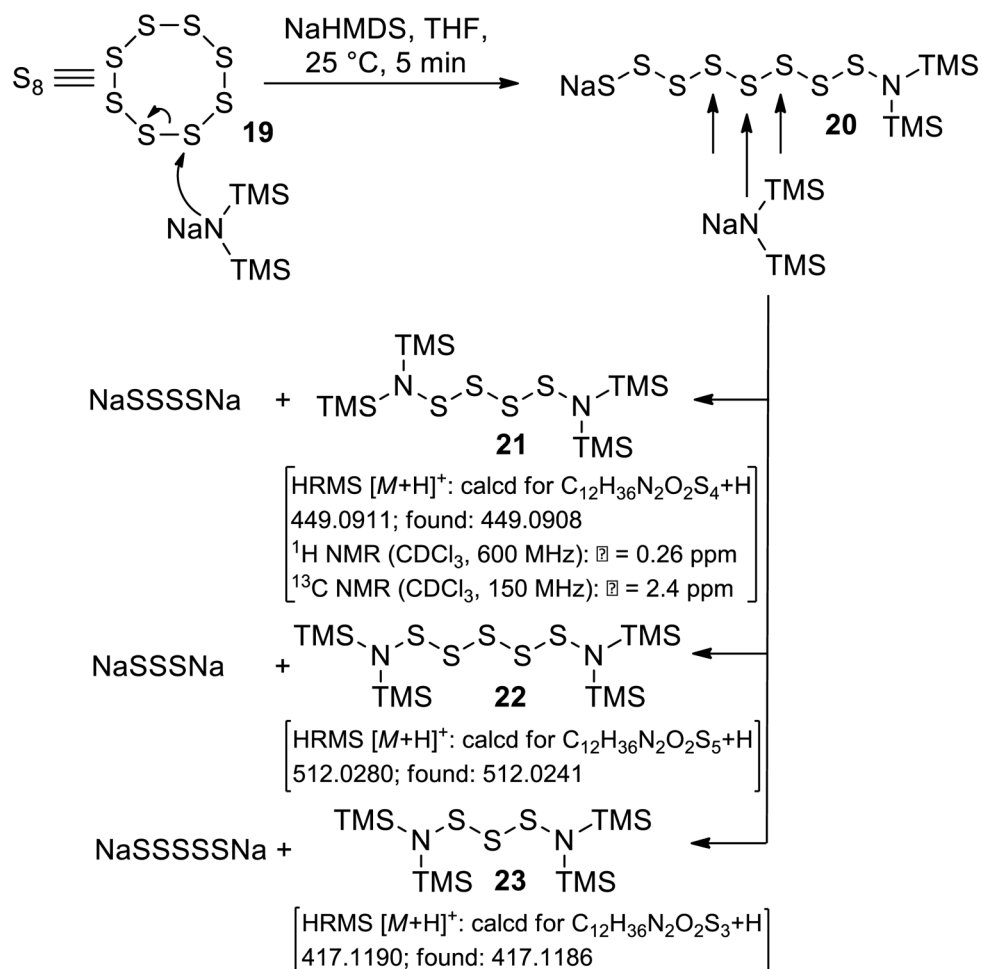 S₈
S S S S S S S S
19
NaN TMS TMS
NaHMDS, THF,
25 °C, 5 min
NaS S S S S S S S N TMS TMS
20
NaN TMS TMS
NaSSSSNa + TMS TMS N S S S S N TMS TMS
21
HRMS [M+H]⁺: calcd for C₁₂H₃₆N₂O₂S₄+H
449.0911; found: 449.0908
¹H NMR (CDCl₃, 600 MHz): ⍰ = 0.26 ppm
¹³C NMR (CDCl₃, 150 MHz): ⍰ = 2.4 ppm
NaSSSNa + TMS TMS N S S S S S N TMS TMS
22
HRMS [M+H]⁺: calcd for C₁₂H₃₆N₂O₂S₅+H
512.0280; found: 512.0241
NaSSSSSNa + TMS TMS N S S S N TMS TMS
23
HRMS [M+H]⁺: calcd for C₁₂H₃₆N₂O₂S₃+H
417.1190; found: 417.1186